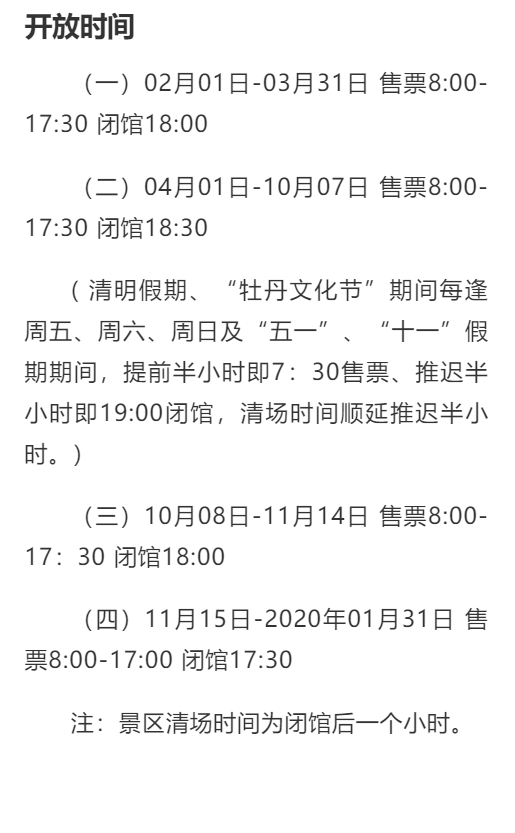 开放时间
（一）02月01日-03月31日 售票8:00-
17:30 闭馆18:00
（二）04月01日-10月07日 售票8:00-
17:30 闭馆18:30
（ 清明假期、“牡丹文化节”期间每逢
周五、周六、周日及“五一”、“十一”假
期期间，提前半小时即7：30售票、推迟半
小时即19:00闭馆，清场时间顺延推迟半小
时。）
（三）10月08日-11月14日 售票8:00-
17：30 闭馆18:00
（四）11月15日-2020年01月31日 售
票8:00-17:00 闭馆17:30
注：景区清场时间为闭馆后一个小时。